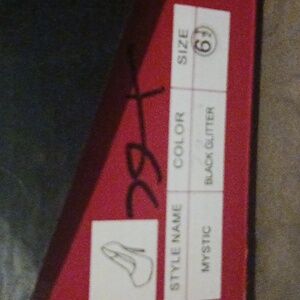 STYLE NAME COLOR SIZE
MYSTIC BLACK GLITTER 6½